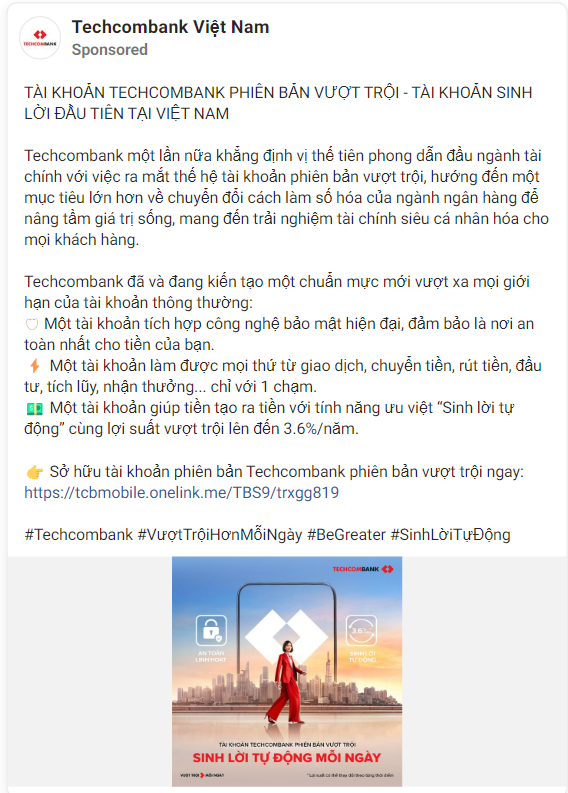 Techcombank Việt Nam
TECHCOMBANK
Sponsored
TÀI KHOẢN TECHCOMBANK PHIÊN BẢN VƯỢT TRỘI - TÀI KHOẢN SINH
LỜI ĐẦU TIÊN TẠI VIỆT NAM
Techcombank một lần nữa khẳng định vị thế tiên phong dẫn đầu ngành tài
chính với việc ra mắt thế hệ tài khoản phiên bản vượt trội, hướng đến một
mục tiêu lớn hơn về chuyển đổi cách làm số hóa của ngành ngân hàng để
nâng tầm giá trị sống, mang đến trải nghiệm tài chính siêu cá nhân hóa cho
mọi khách hàng.
Techcombank đã và đang kiến tạo một chuẩn mực mới vượt xa mọi giới
hạn của tài khoản thông thường:
🛡 Một tài khoản tích hợp công nghệ bảo mật hiện đại, đảm bảo là nơi an
toàn nhất cho tiền của bạn.
⚡ Một tài khoản làm được mọi thứ từ giao dịch, chuyển tiền, rút tiền, đầu
tư, tích lũy, nhận thưởng... chỉ với 1 chạm.
💵 Một tài khoản giúp tiền tạo ra tiền với tính năng ưu việt “Sinh lời tự
động” cùng lợi suất vượt trội lên đến 3.6%/năm.
👉 Sở hữu tài khoản phiên bản Techcombank phiên bản vượt trội ngay:
https://tcbmobile.onelink.me/TBS9/trxgg819
#Techcombank #VượtTrộiHơnMỗiNgày #BeGreater #SinhLờiTựĐộng
TECHCOMBANK
AN TOÀN
LINH HOẠT
3.6%
SINH LỜI
TỰ ĐỘNG
TÀI KHOẢN TECHCOMBANK PHIÊN BẢN VƯỢT TRỘI
SINH LỜI TỰ ĐỘNG MỖI NGÀY
VƯỢT TRỘI MỖI NGÀY
* Lợi suất có thể thay đổi theo từng thời điểm